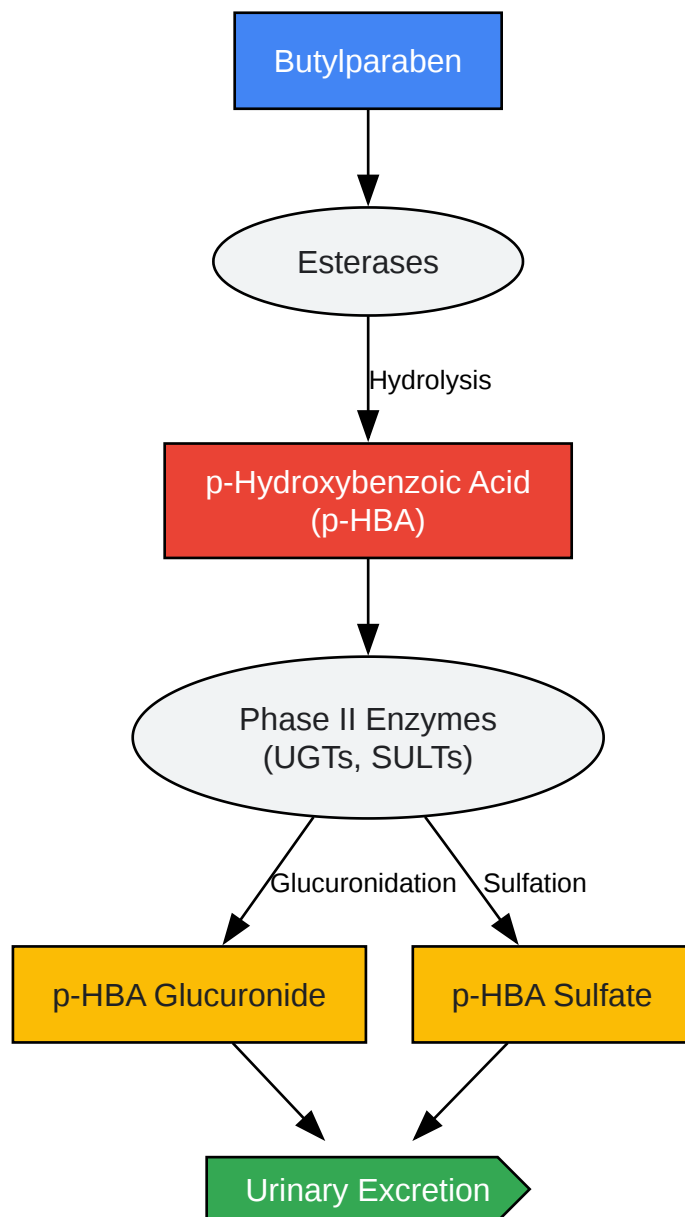 Butylparaben
Esterases
Hydrolysis
p-Hydroxybenzoic Acid
(p-HBA)
Phase II Enzymes
(UGTs, SULTs)
Glucuronidation
Sulfation
p-HBA Glucuronide
p-HBA Sulfate
Urinary Excretion